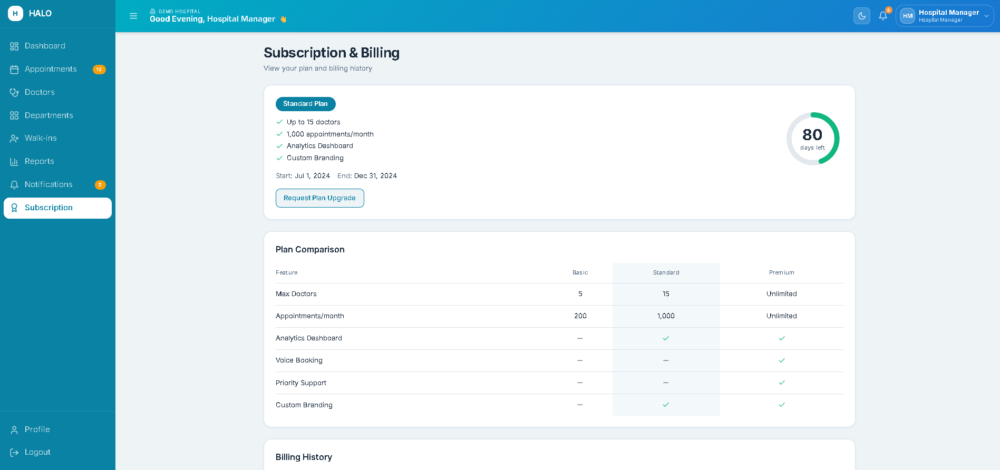 H HALO
Dashboard
Appointments 12
Doctors
Departments
Walk-ins
Reports
Notifications 5
Subscription
Profile
Logout
DEMO HOSPITAL
Good Evening, Hospital Manager 👋
5
HM
Hospital Manager
Hospital Manager
Subscription & Billing
View your plan and billing history
Standard Plan
Up to 15 doctors
1,000 appointments/month
Analytics Dashboard
Custom Branding
Start: Jul 1, 2024 End: Dec 31, 2024
Request Plan Upgrade
80
days left
Plan Comparison
Feature Basic Standard Premium
Max Doctors 5 15 Unlimited
Appointments/month 200 1,000 Unlimited
Analytics Dashboard — ✓ ✓
Voice Booking — — ✓
Priority Support — — ✓
Custom Branding — ✓ ✓
Billing History